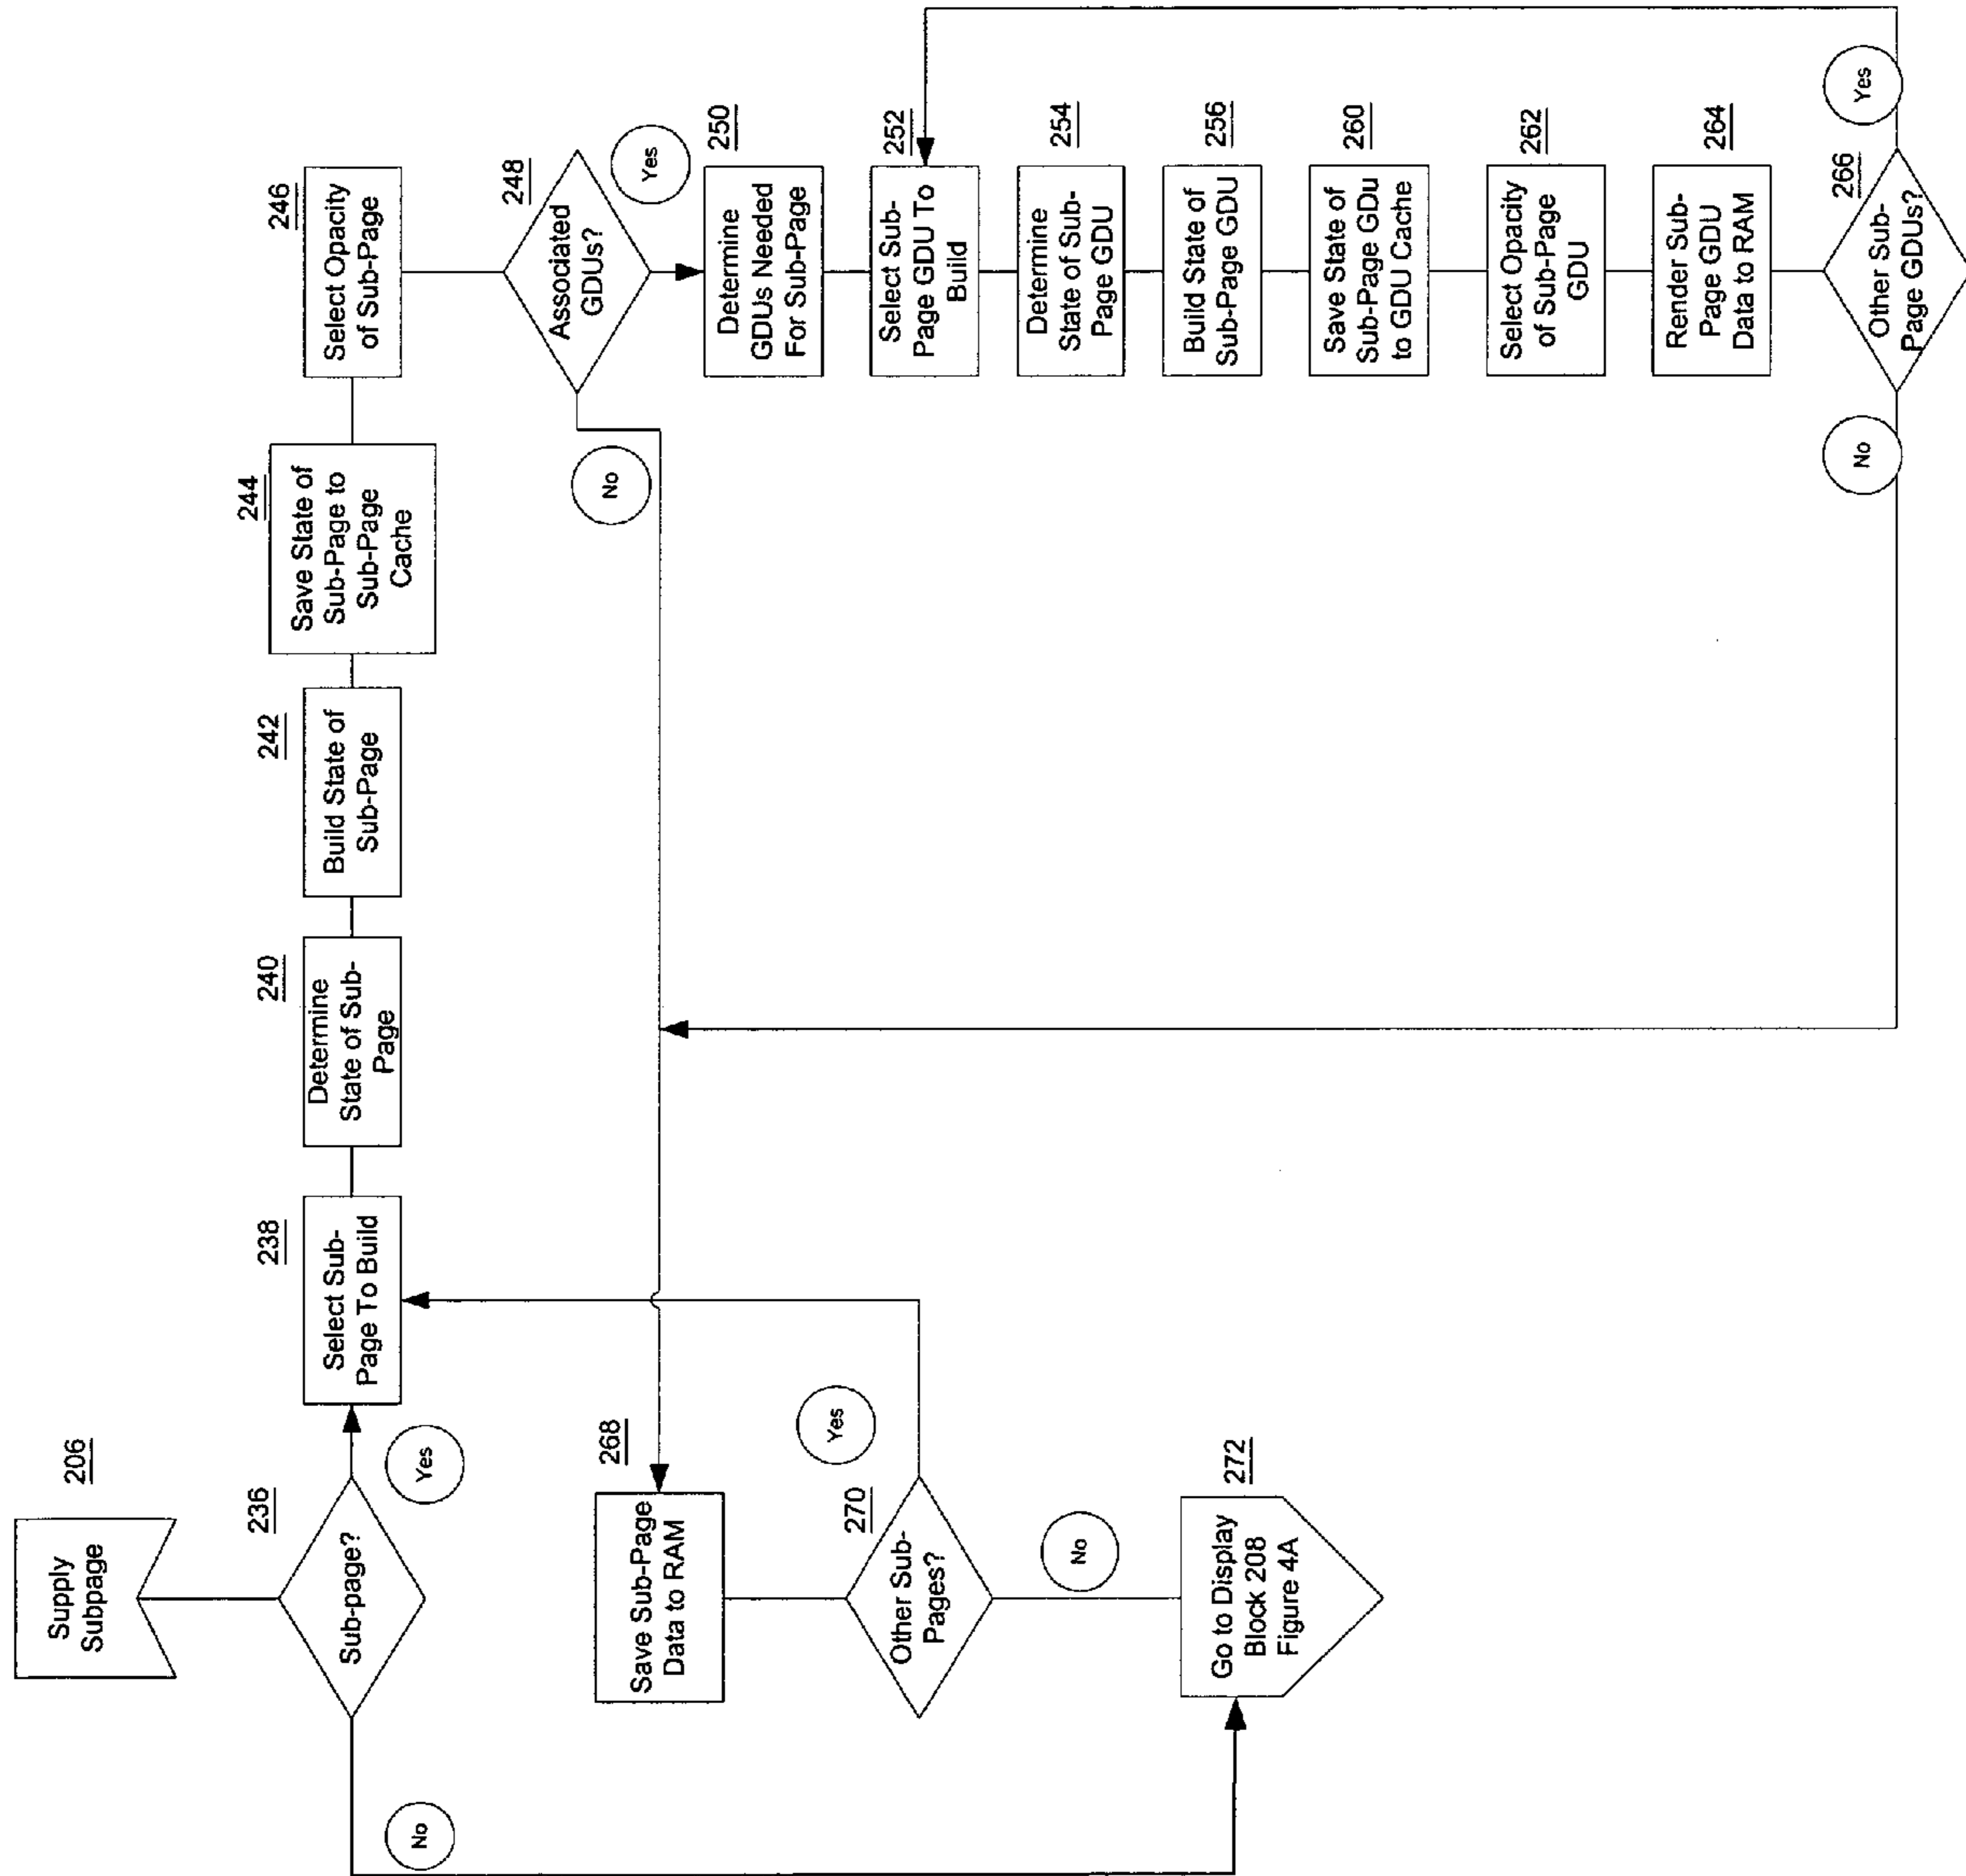 Supply
Subpage
206
Sub-page?
236
Yes
No
Select Sub-
Page To Build
238
Determine
State of Sub-
Page
240
Build State of
Sub-Page
242
Save State of
Sub-Page to
Sub-Page
Cache
244
Select Opacity
of Sub-Page
246
Associated
GDUs?
248
Yes
No
Determine
GDUs Needed
For Sub-Page
250
Select Sub-
Page GDU To
Build
252
Determine
State of Sub-
Page GDU
254
Build State of
Sub-Page GDU
256
Save State of
Sub-Page GDu
to GDU Cache
260
Select Opacity
of Sub-Page
GDU
262
Render Sub-
Page GDU
Data to RAM
264
Other Sub-
Page GDUs?
266
Yes
No
Save Sub-Page
Data to RAM
268
Other Sub-
Pages?
270
Yes
No
Go to Display
Block 208
Figure 4A
272